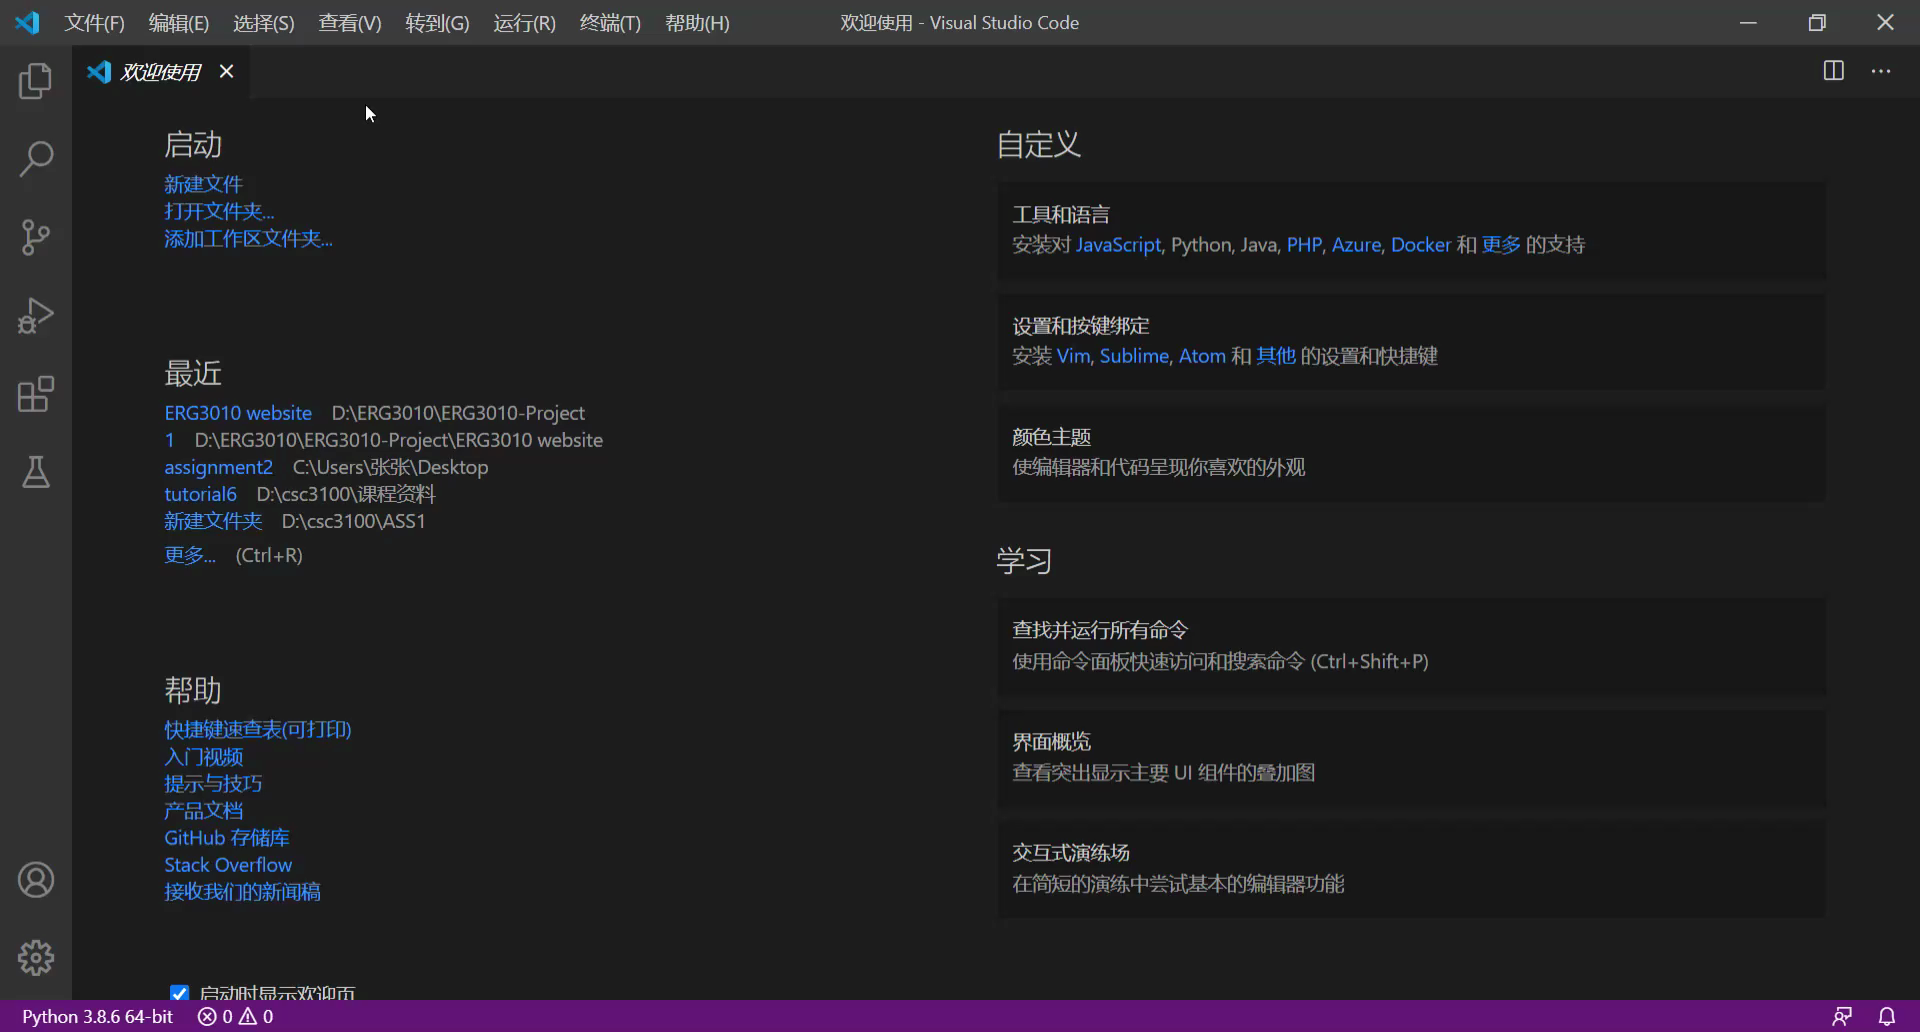 文件(F) 编辑(E) 选择(S) 查看(V) 转到(G) 运行(R) 终端(T) 帮助(H) 欢迎使用 - Visual Studio Code
欢迎使用
启动
新建文件
打开文件夹...
添加工作区文件夹...
最近
ERG3010 website D:\ERG3010\ERG3010-Project
1 D:\ERG3010\ERG3010-Project\ERG3010 website
assignment2 C:\Users\张张\Desktop
tutorial6 D:\csc3100\课程资料
新建文件夹 D:\csc3100\ASS1
更多... (Ctrl+R)
帮助
快捷键速查表(可打印)
入门视频
提示与技巧
产品文档
GitHub 存储库
Stack Overflow
接收我们的新闻稿
启动时显示欢迎页
自定义
工具和语言
安装对 JavaScript, Python, Java, PHP, Azure, Docker 和 更多 的支持
设置和按键绑定
安装 Vim, Sublime, Atom 和 其他 的设置和快捷键
颜色主题
使编辑器和代码呈现你喜欢的外观
学习
查找并运行所有命令
使用命令面板快速访问和搜索命令 (Ctrl+Shift+P)
界面概览
查看突出显示主要 UI 组件的叠加图
交互式演练场
在简短的演练中尝试基本的编辑器功能
Python 3.8.6 64-bit 0 0